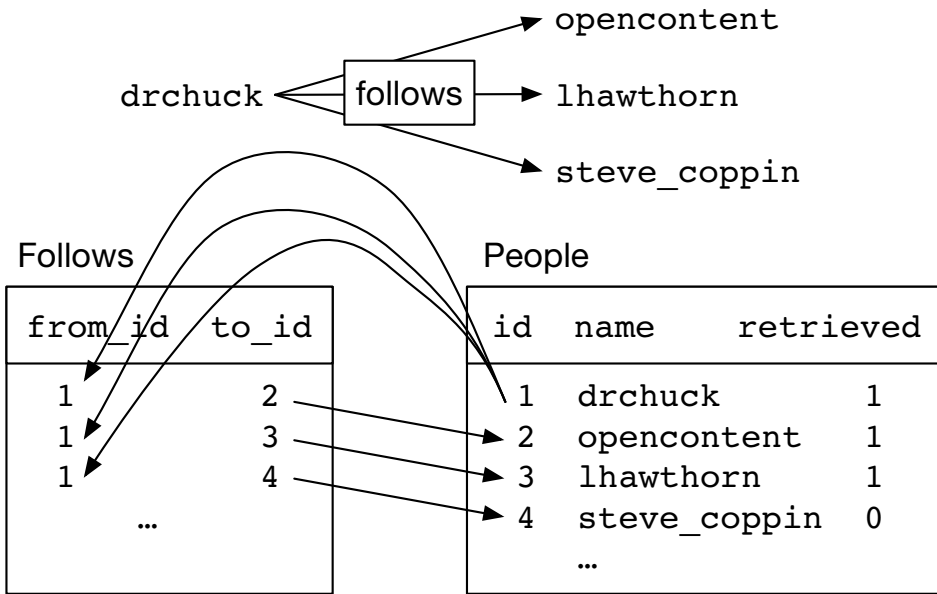 opencontent
drchuck follows lhawthorn
steve_coppin
Follows
from_id to_id
1 2
1 3
1 4
…
People
id name retrieved
1 drchuck 1
2 opencontent 1
3 lhawthorn 1
4 steve_coppin 0
…